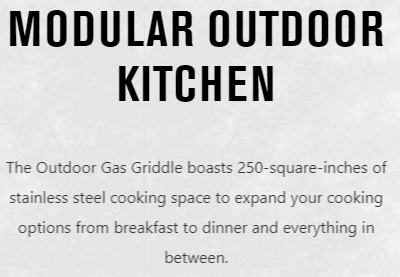 MODULAR OUTDOOR
KITCHEN
The Outdoor Gas Griddle boasts 250-square-inches of
stainless steel cooking space to expand your cooking
options from breakfast to dinner and everything in
between.